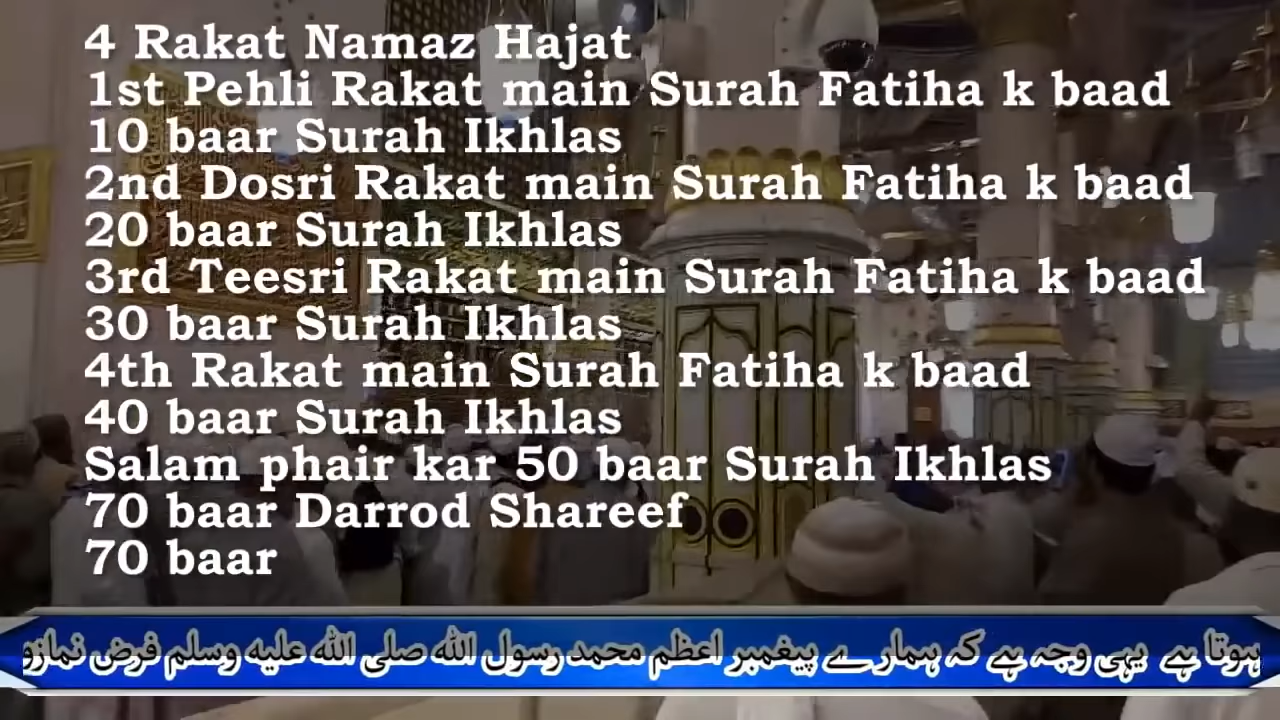 4 Rakat Namaz Hajat
1st Pehli Rakat main Surah Fatiha k baad
10 baar Surah Ikhlas
2nd Dosri Rakat main Surah Fatiha k baad
20 baar Surah Ikhlas
3rd Teesri Rakat main Surah Fatiha k baad
30 baar Surah Ikhlas
4th Rakat main Surah Fatiha k baad
40 baar Surah Ikhlas
Salam phair kar 50 baar Surah Ikhlas
70 baar Darrod Shareef
70 baar
ہوتا ہے یہی وجہ ہے کہ ہمارے پیغمبر اعظم محمد رسول اللہ صلی اللہ علیہ وسلم فرض نمازو